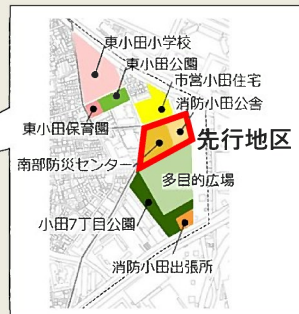 東小田小学校
東小田公園
市営小田住宅
消防小田公舎
東小田保育園
先行地区
南部防災センター
多目的広場
小田7丁目公園
消防小田出張所